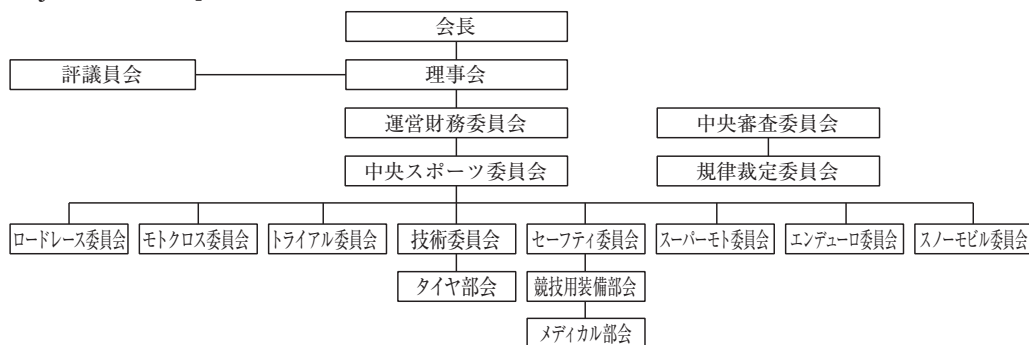 会長
評議員会
理事会
運営財務委員会
中央審査委員会
中央スポーツ委員会
規律裁定委員会
ロードレース委員会
モトクロス委員会
トライアル委員会
技術委員会
セーフティ委員会
スーパーモト委員会
エンデューロ委員会
スノーモビル委員会
タイヤ部会
競技用装備部会
メディカル部会